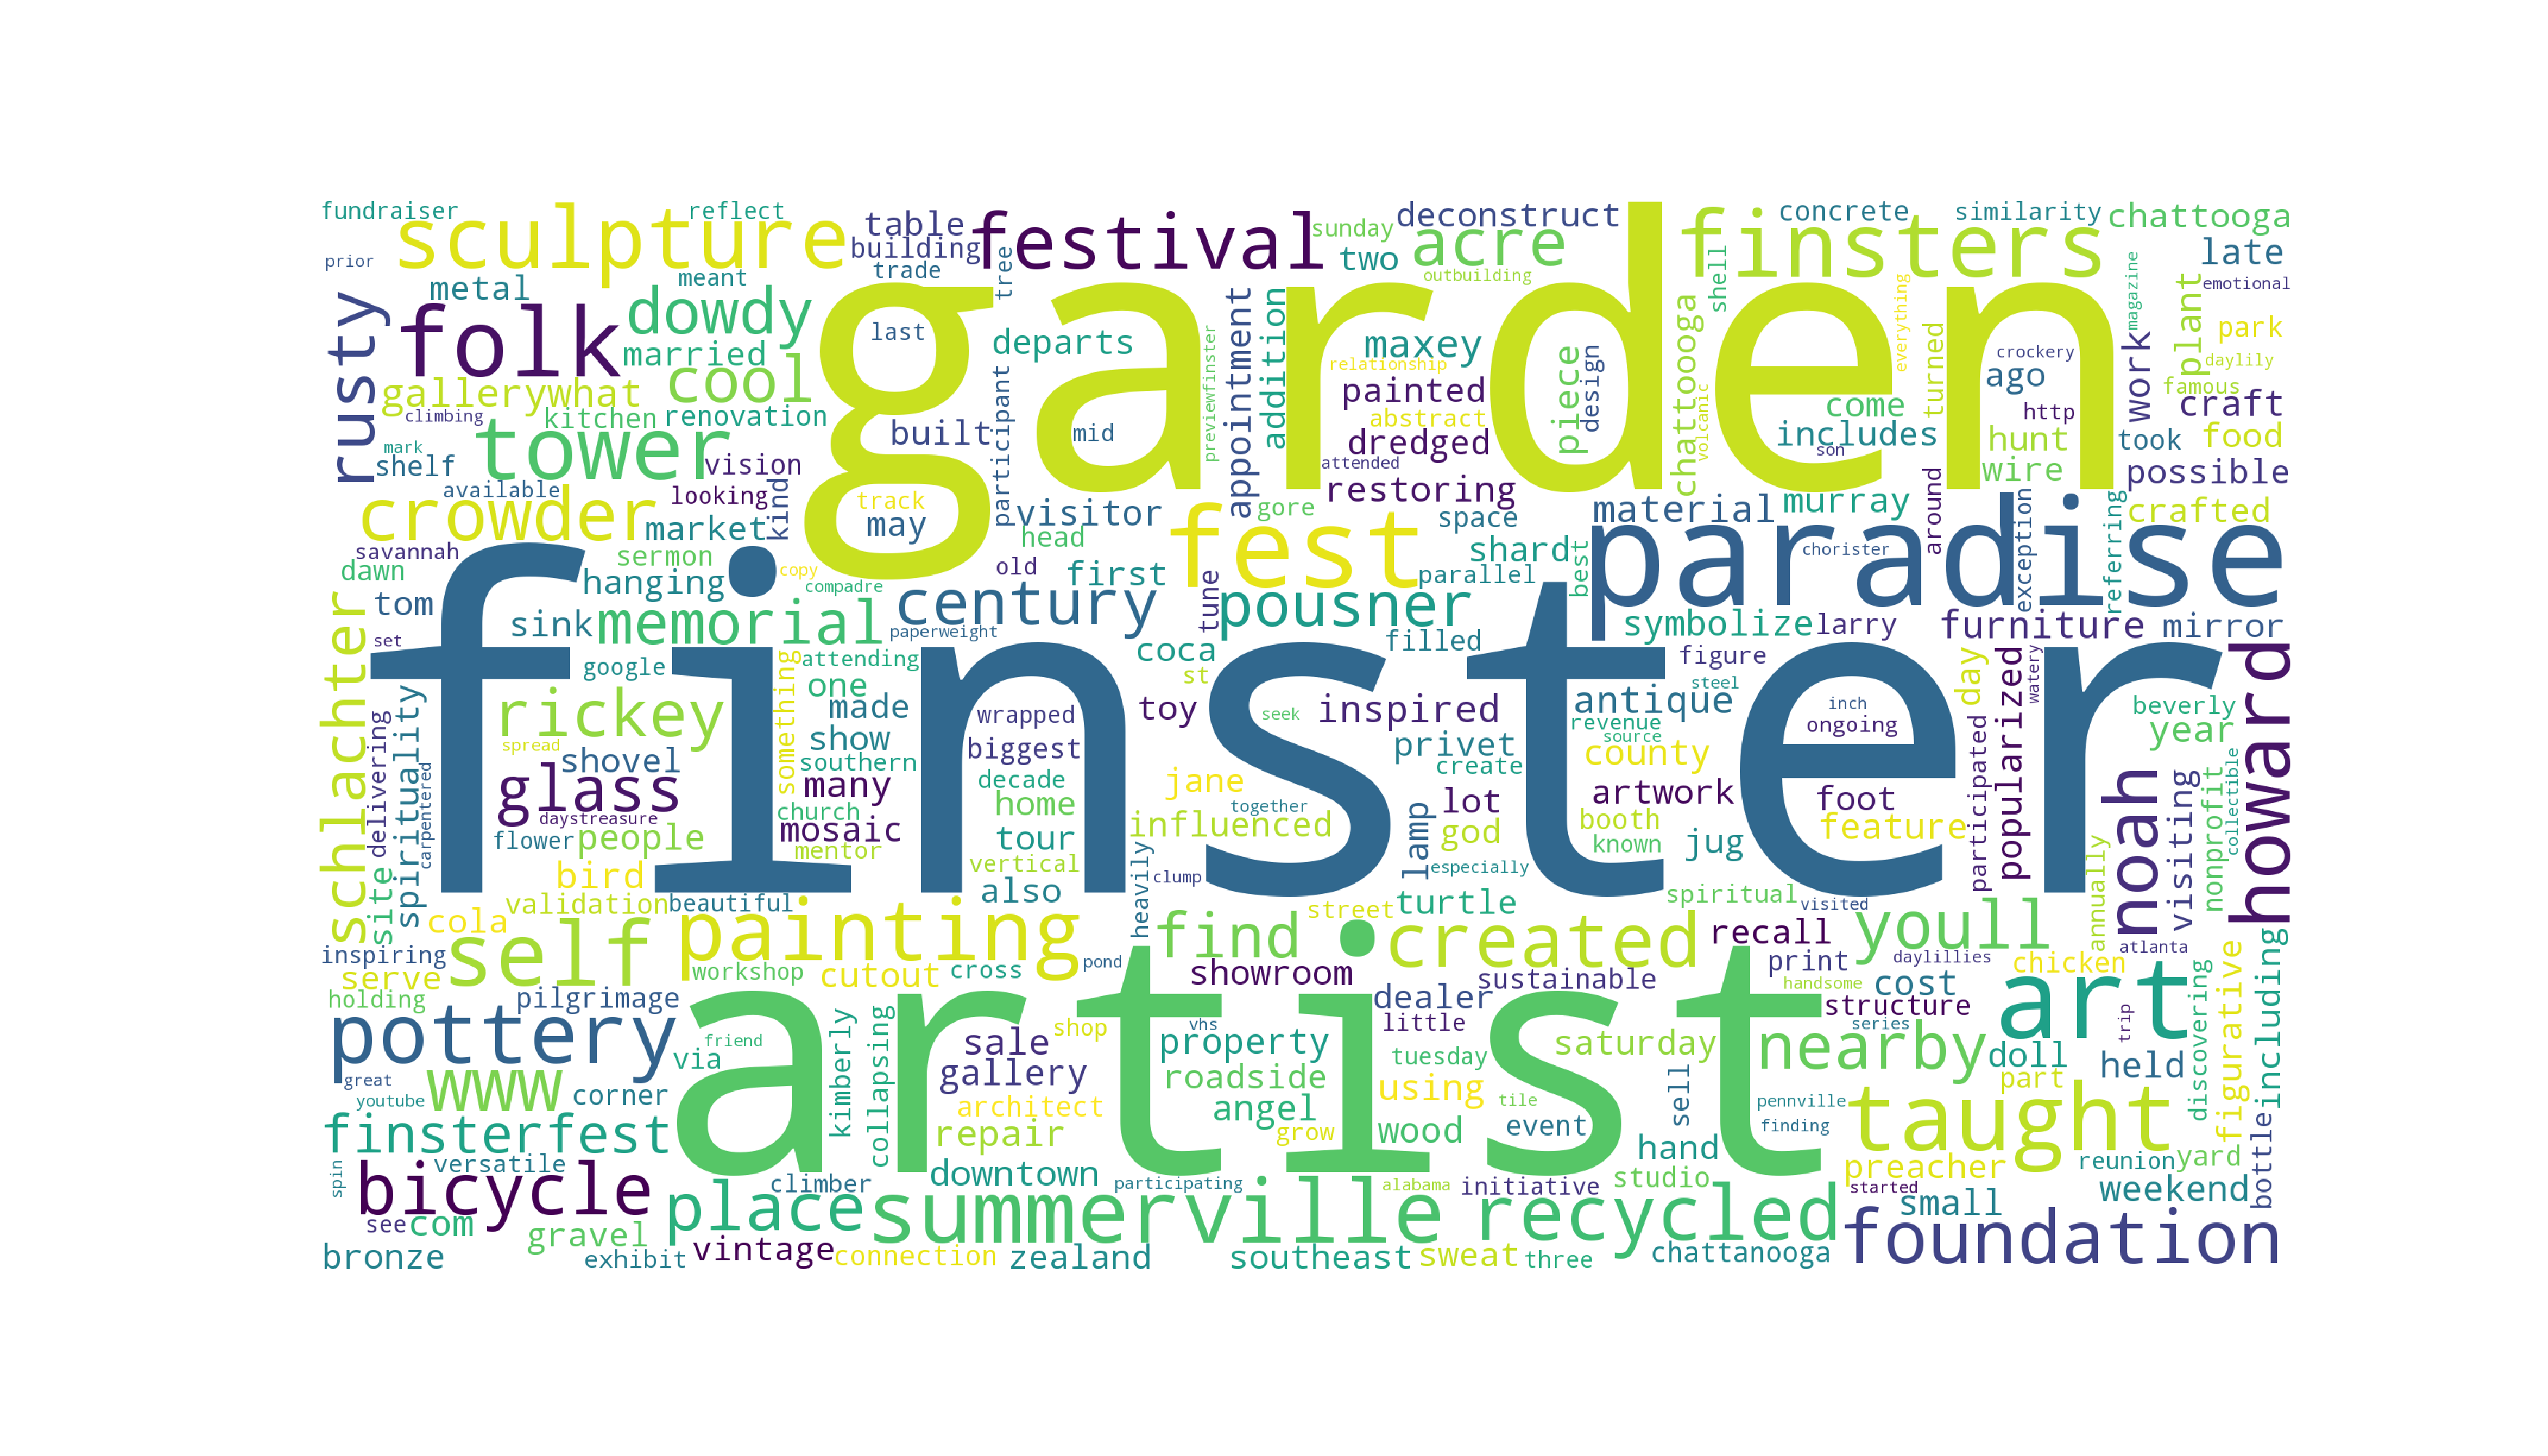 fundraiser
sculpture
reflect
table
building
festival
sunday
deconstruct
acre
finsters
concrete
similarity
chattooga
prior
metal
meant
trade
tree
two
outbuilding
shell
everything
magazine
late
emotional
rusty
folk
dowdy
married
cool
last
garden
departs
appointment
addition
maxey
relationship
painted
abstract
dredged
piece
design
chattoooga
volcanic
turned
crockery
ago
http
work
plant
park
daylily
famous
craft
gallerywhat
climbing
kitchen
renovation
mark
shelf
tower
vision
built
participant
mid
previewfinster
attended
restoring
come
includes
son
hunt
wire
took
food
possible
available
looking
kind
track
crowder
market
may
visitor
head
gore
fest
space
shard
material
murray
around
exception
referring
crafted
savannah
sermon
dawn
hanging
copy
compadre
old
first
tune
parallel
best
paradise
chorister
tom
sink
memorial
century
paperweight
pousner
filled
symbolize
larry
furniture
mirror
set
google
finster
something
attending
one
made
coca
st
figure
steel
antique
popularized
day
watery
howard
schlachter
spirituality
delivering
carpentered
rickey
spread
shovel
show
southern
wrapped
biggest
toy
seek
inspired
privet
create
revenue
source
county
inch
ongoing
participated
beverly
year
glass
daystreasure
many
church
mosaic
mentor
decade
home
tour
vertical
jane
together
influenced
lamp
lot
god
especially
artwork
booth
known
foot
feature
jug
noah
visiting
nonprofit
collectible
flower
people
bird
validation
beautiful
also
heavily
clump
street
turtle
spiritual
visited
annually
site
cola
self
painting
find
created
recall
youll
atlanta
inspiring
serve
holding
workshop
cutout
cross
pond
showroom
sustainable
print
daylillies
handsome
chicken
cost
structure
series
art
trip
discovering
figurative
including
pilgrimage
pottery
friend
via
artist
kimberly
collapsing
sale
shop
gallery
vhs
property
dealer
little
tuesday
saturday
nearby
doll
part
held
great
youtube
www
corner
architect
roadside
angel
using
tile
sell
pennville
finding
taught
finsterfest
repair
grow
wood
event
hand
preacher
reunion
yard
bottle
spin
versatile
bicycle
climber
downtown
participating
alabama
initiative
studio
started
small
weekend
see
com
place
summerville
recycled
foundation
gravel
bronze
exhibit
vintage
connection
zealand
southeast
sweat
three
chattanooga